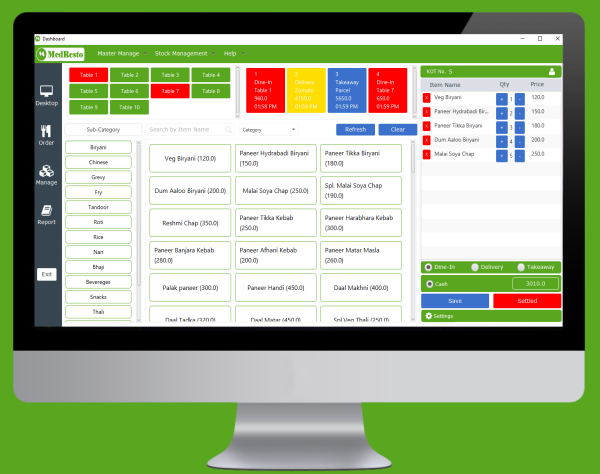 Dashboard
MedResto
Master Manage
Stock Management
Help
Desktop
Order
Manage
Report
Exit
Table 1
Table 2
Table 3
Table 4
Table 5
Table 6
Table 7
Table 8
Table 9
Table 10
1
Dine-In
Table 1
960.0
01:58 PM
2
Delivery
Zomato
01:58 PM
3
Takeaway
Parcel
5650.0
01:59 PM
4
Dine-In
Table 7
650.0
01:59 PM
Sub-Category
Search by Item Name
Category
Refresh
Clear
Biryani
Chinese
Grevy
Fry
Tandoor
Roti
Rice
Nan
Bhaji
Beverages
Snacks
Thali
Veg Biryani (120.0)
Paneer Hydrabadi Biryani
(150.0)
Paneer Tikka Biryani
(180.0)
Dum Aaloo Biryani (200.0)
Malai Soya Chap (250.0)
Spl. Malai Soya Chap
(190.0)
Reshmi Chap (350.0)
Paneer Tikka Kebab
(250.0)
Paneer Harabhara Kebab
(300.0)
Paneer Banjara Kebab
(280.0)
Paneer Afhani Kebab
(200.0)
Paneer Matar Masla
(260.0)
Palak paneer (300.0)
Paneer Handi (450.0)
Daal Makhni (400.0)
Daal Tadka (320.0)
Daal Matar (450.0)
Spl Veg Thali (250.0)
KOT No. 5
Item Name Qty Price
x Veg Biryani + 1 - 120.0
x Paneer Hydrabadi Bir... + 2 - 150.0
x Paneer Tikka Biryani + 3 - 180.0
x Dum Aaloo Biryani + 4 - 200.0
x Malai Soya Chap + 5 - 250.0
Dine-In
Delivery
Takeaway
Cash
3010.0
Save
Settled
Settings